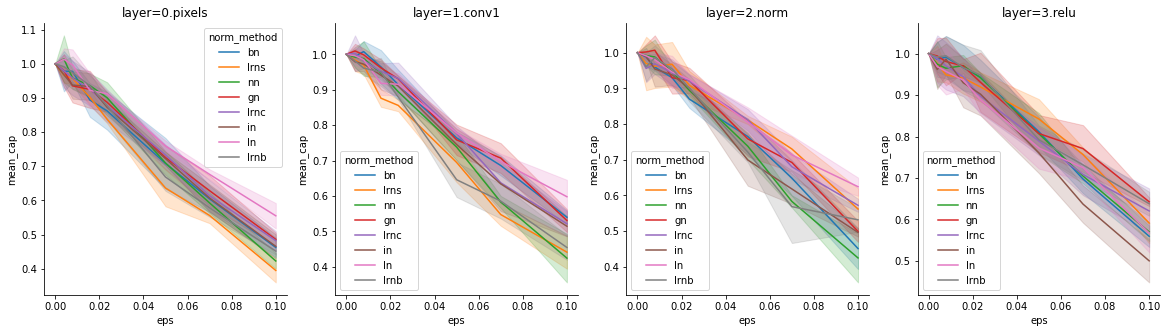 layer=0.pixels
mean_cap
1.1
1.0
0.9
0.8
0.7
0.6
0.5
0.4
norm_method
bn
lrns
nn
gn
lrnc
in
ln
lrnb
0.00
0.02
0.04
0.06
0.08
0.10
eps
layer=1.conv1
mean_cap
1.0
0.9
0.8
0.7
0.6
0.5
0.4
norm_method
bn
lrns
nn
gn
lrnc
in
ln
lrnb
0.00
0.02
0.04
0.06
0.08
0.10
eps
layer=2.norm
mean_cap
1.0
0.9
0.8
0.7
0.6
0.5
0.4
norm_method
bn
lrns
nn
gn
lrnc
in
ln
lrnb
0.00
0.02
0.04
0.06
0.08
0.10
eps
layer=3.relu
mean_cap
1.0
0.9
0.8
0.7
0.6
0.5
norm_method
bn
lrns
nn
gn
lrnc
in
ln
lrnb
0.00
0.02
0.04
0.06
0.08
0.10
eps